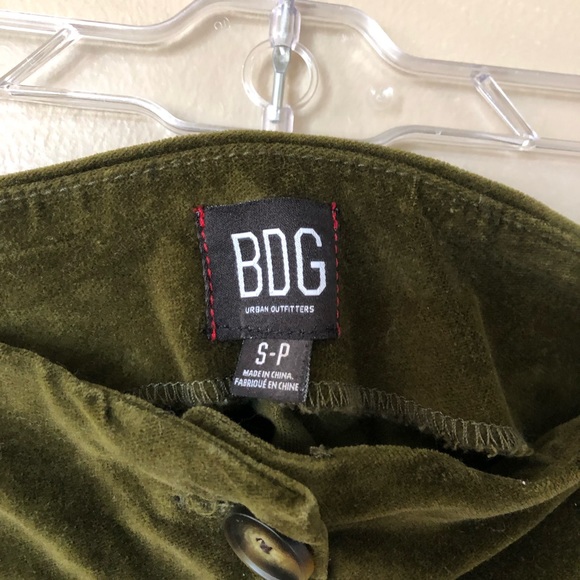 BDG
URBAN OUTFITTERS
S-P
MADE IN CHINA.
FABRIQUÉ EN CHINE